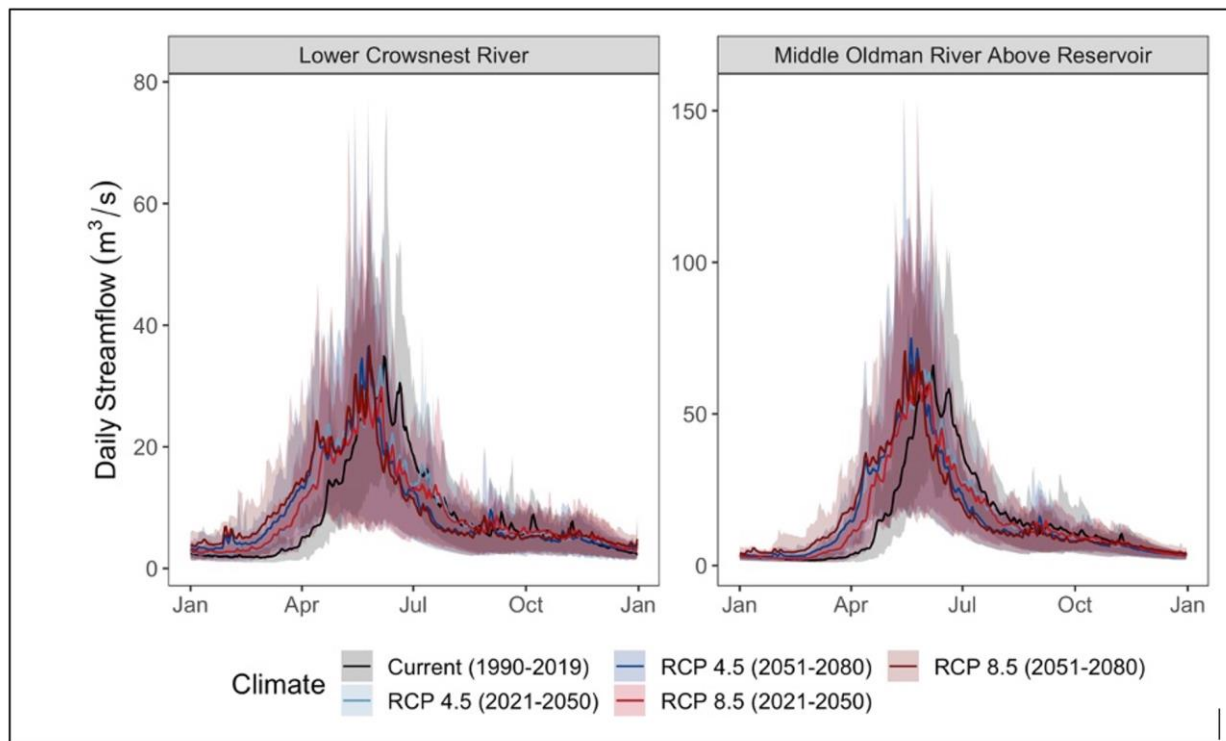 Lower Crowsnest River
Middle Oldman River Above Reservoir
Daily Streamflow (m³/s)
80
60
40
20
0
150
100
50
0
Jan Apr Jul Oct Jan
Jan Apr Jul Oct Jan
Climate
Current (1990-2019)
RCP 4.5 (2051-2080)
RCP 8.5 (2051-2080)
RCP 4.5 (2021-2050)
RCP 8.5 (2021-2050)